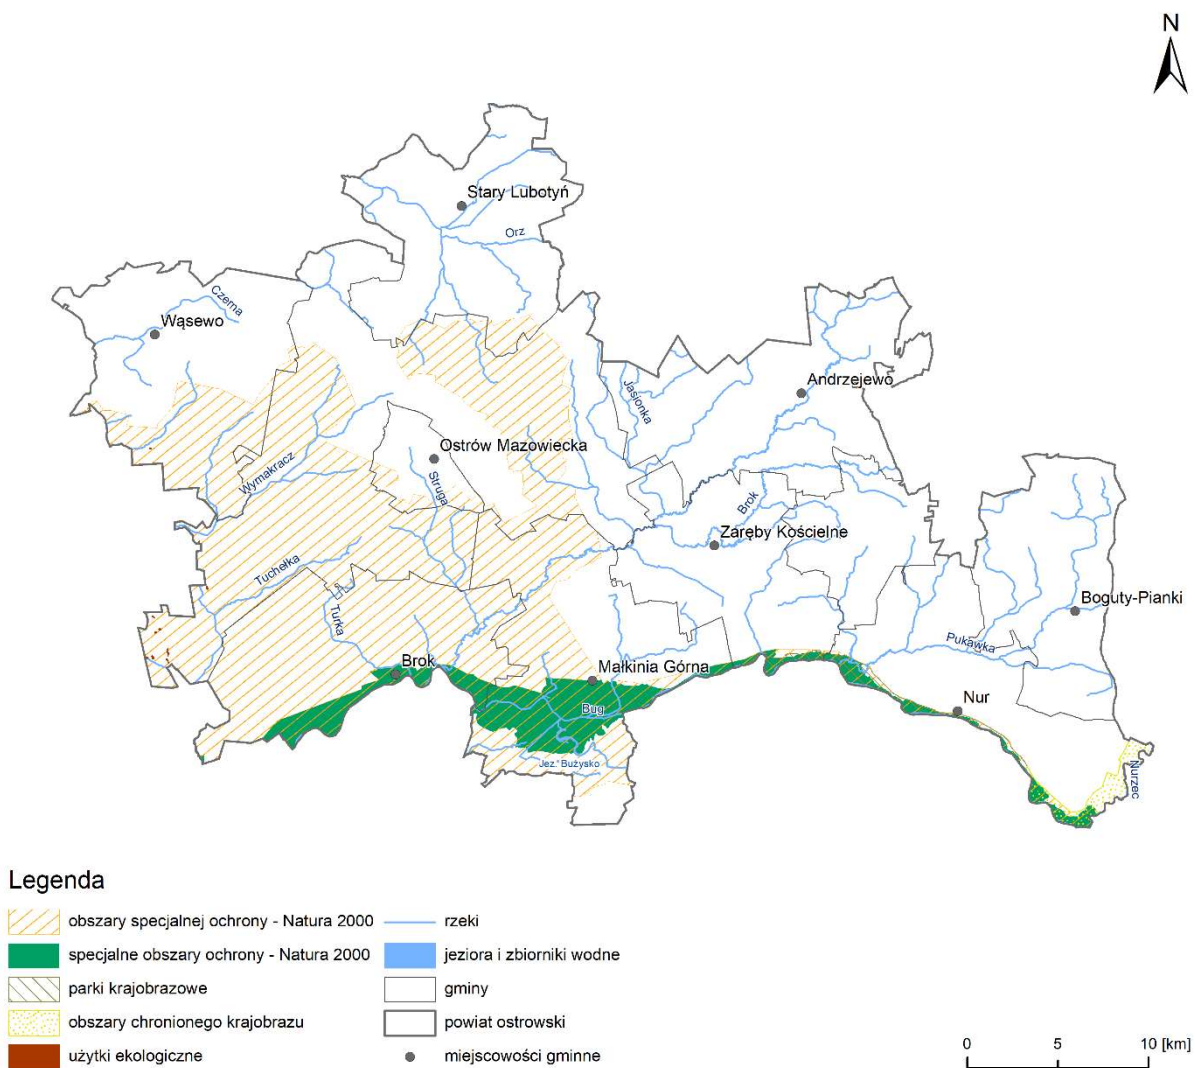 N
Stary Lubotyń
Orz
Czerna
Wąsewo
Jasionka
Andrzejewo
Ostrów Mazowiecka
Wymakracz
Struga
Brok
Zaręby Kościelne
Tuchełka
Turka
Boguty-Pianki
Pukawka
Brok
Małkinia Górna
Nur
Bug
Jez. Bużysko
Nurzec
Legenda
obszary specjalnej ochrony - Natura 2000
specjalne obszary ochrony - Natura 2000
parki krajobrazowe
obszary chronionego krajobrazu
użytki ekologiczne
rzeki
jeziora i zbiorniki wodne
gminy
powiat ostrowski
miejscowości gminne
0 5 10 [km]